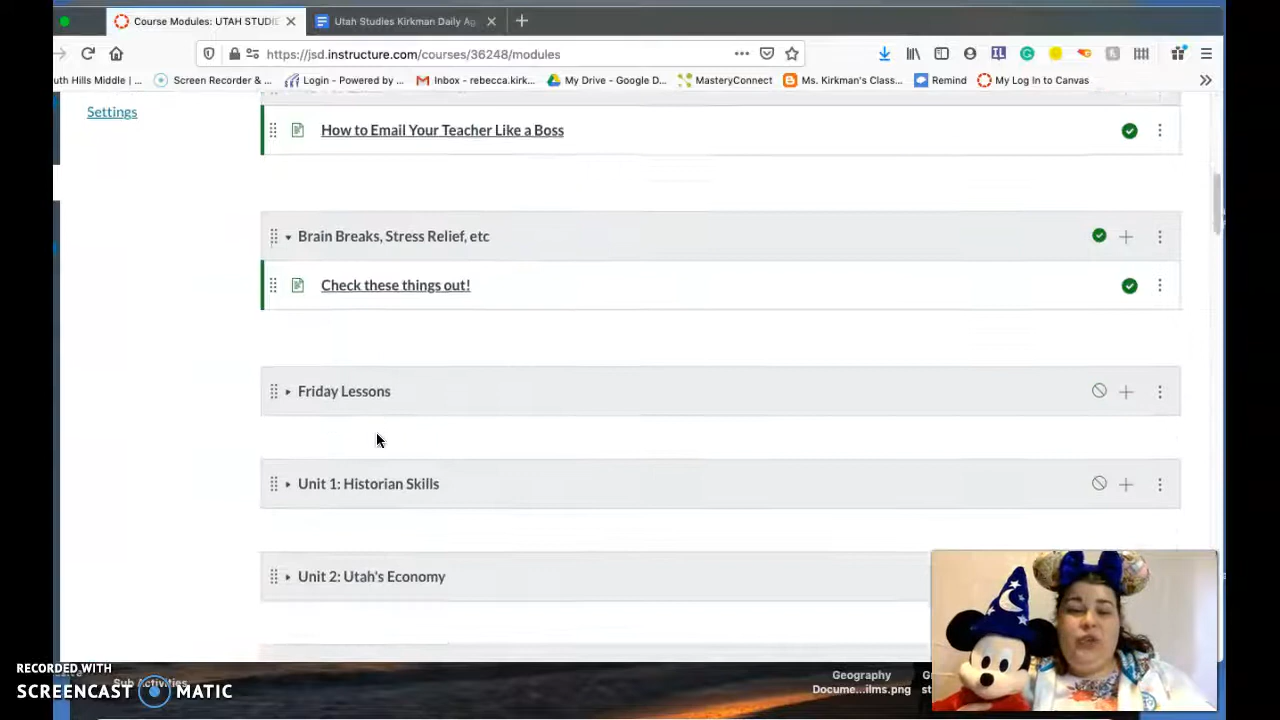 Course Modules: UTAH STUDIE
Utah Studies Kirkman Daily Ag
https://jsd.instructure.com/courses/36248/modules
uth Hills Middle | ...
Screen Recorder & ...
Login - Powered by ...
Inbox - rebecca.kirk...
My Drive - Google D...
MasteryConnect
Ms. Kirkman's Class...
Remind
My Log In to Canvas
Settings
How to Email Your Teacher Like a Boss
Brain Breaks, Stress Relief, etc
Check these things out!
Friday Lessons
Unit 1: Historian Skills
Unit 2: Utah's Economy
RECORDED WITH
SCREENCAST MATIC
Sub Activities
Geography
Docume...ilms.png